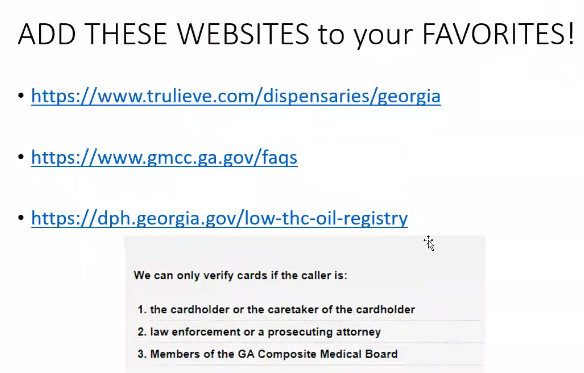 ADD THESE WEBSITES to your FAVORITES!
• https://www.trulieve.com/dispensaries/georgia
• https://www.gmcc.ga.gov/faqs
• https://dph.georgia.gov/low-thc-oil-registry
We can only verify cards if the caller is:
1. the cardholder or the caretaker of the cardholder
2. law enforcement or a prosecuting attorney
3. Members of the GA Composite Medical Board